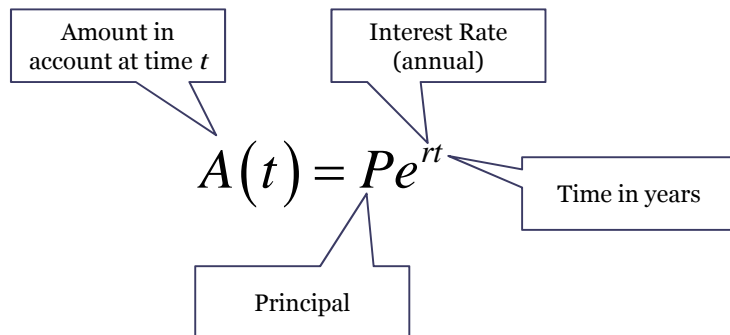 Amount in
account at time t
Interest Rate
(annual)
A(t) = Pe^{rt}
Time in years
Principal